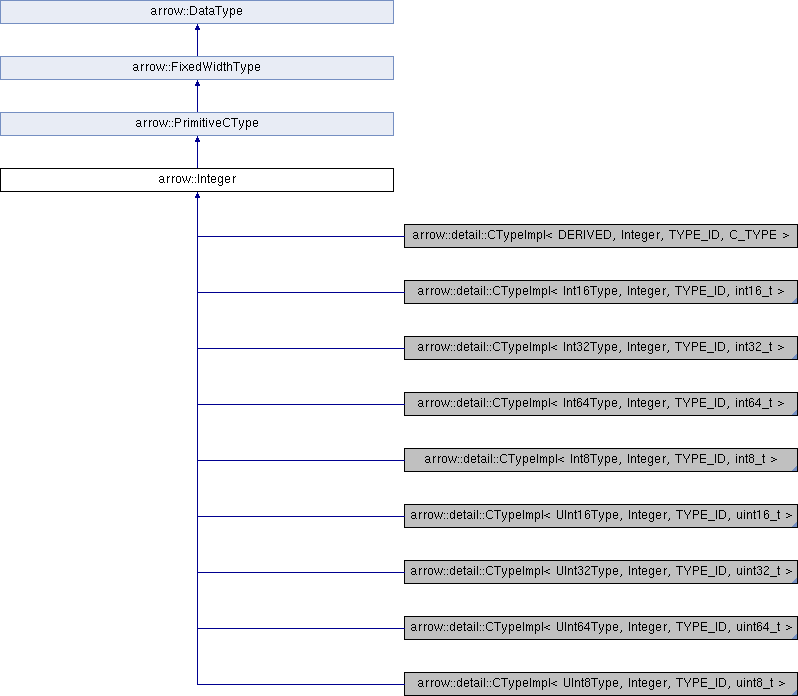 arrow::DataType
arrow::FixedWidthType
arrow::PrimitiveCType
arrow::Integer
arrow::detail::CTypeImpl< DERIVED, Integer, TYPE_ID, C_TYPE >
arrow::detail::CTypeImpl< Int16Type, Integer, TYPE_ID, int16_t >
arrow::detail::CTypeImpl< Int32Type, Integer, TYPE_ID, int32_t >
arrow::detail::CTypeImpl< Int64Type, Integer, TYPE_ID, int64_t >
arrow::detail::CTypeImpl< Int8Type, Integer, TYPE_ID, int8_t >
arrow::detail::CTypeImpl< UInt16Type, Integer, TYPE_ID, uint16_t >
arrow::detail::CTypeImpl< UInt32Type, Integer, TYPE_ID, uint32_t >
arrow::detail::CTypeImpl< UInt64Type, Integer, TYPE_ID, uint64_t >
arrow::detail::CTypeImpl< UInt8Type, Integer, TYPE_ID, uint8_t >